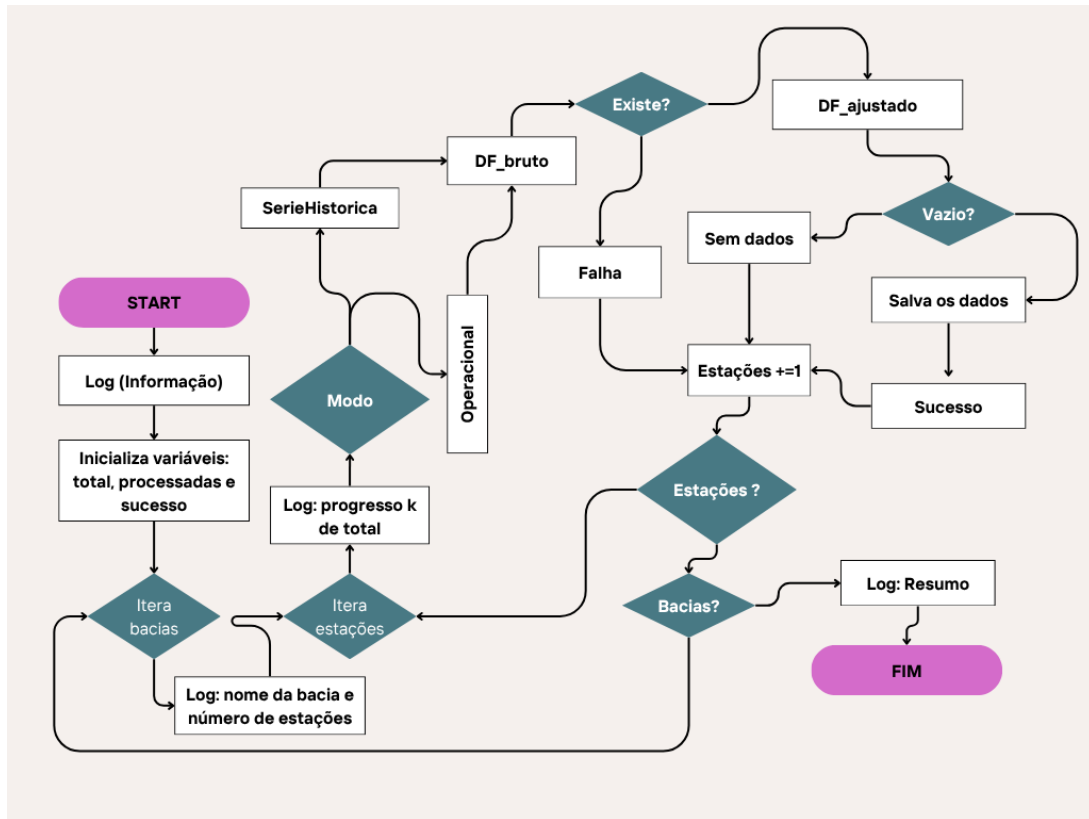 START
Log (Informação)
Inicializa variáveis:
total, processadas e
sucesso
Itera
bacias
Log: nome da bacia e
número de estações
Itera
estações
Log: progresso k
de total
Modo
SerieHistorica
Operacional
DF_bruto
Existe?
Falha
DF_ajustado
Vazio?
Sem dados
Salva os dados
Sucesso
Estações +=1
Estações ?
Bacias?
Log: Resumo
FIM